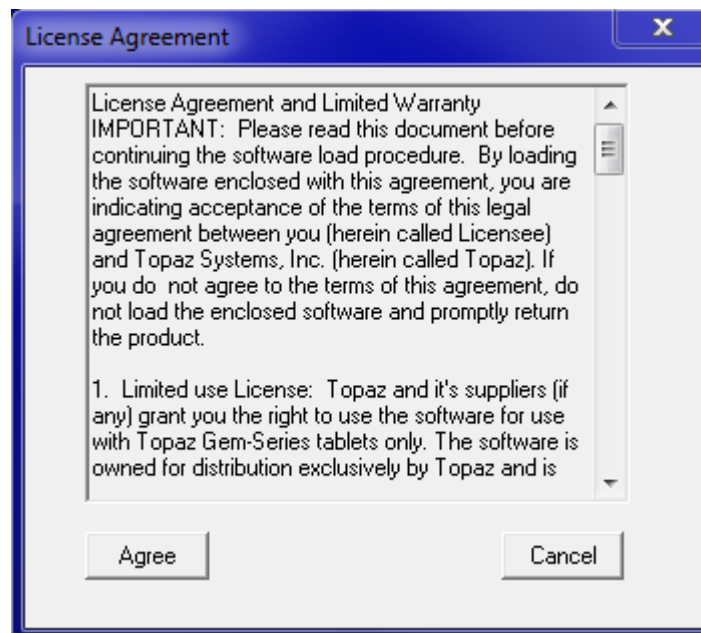 License Agreement
License Agreement and Limited Warranty
IMPORTANT:  Please read this document before
continuing the software load procedure.  By loading
the software enclosed with this agreement, you are
indicating acceptance of the terms of this legal
agreement between you (herein called Licensee)
and Topaz Systems, Inc. (herein called Topaz). If
you do  not agree to the terms of this agreement, do
not load the enclosed software and promptly return
the product.
1.  Limited use License:  Topaz and it's suppliers (if
any) grant you the right to use the software for use
with Topaz Gem-Series tablets only. The software is
owned for distribution exclusively by Topaz and is
Agree
Cancel